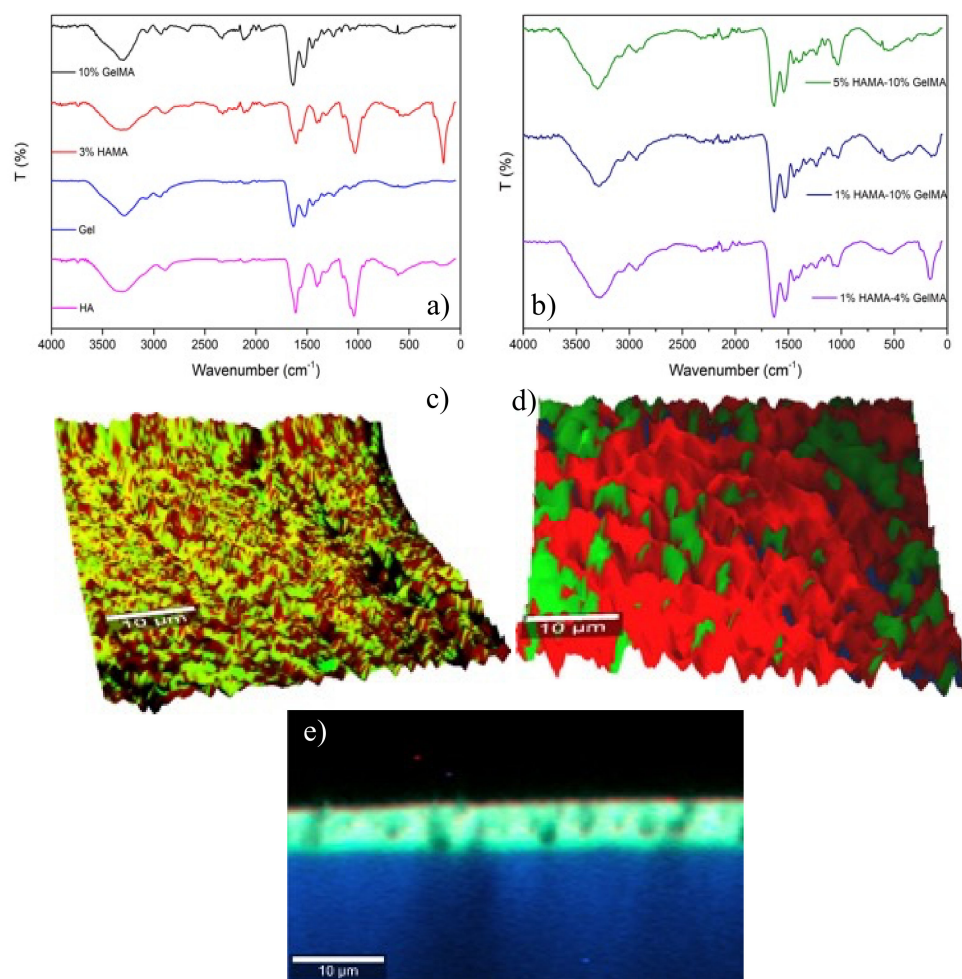 T (%)
10% GelMA
3% HAMA
Gel
HA
a)
4000 3500 3000 2500 2000 1500 1000 500 0
Wavenumber (cm⁻¹)
T (%)
5% HAMA-10% GelMA
1% HAMA-10% GelMA
1% HAMA-4% GelMA
b)
4000 3500 3000 2500 2000 1500 1000 500 0
Wavenumber (cm⁻¹)
c)
10 µm
d)
10 µm
e)
10 µm